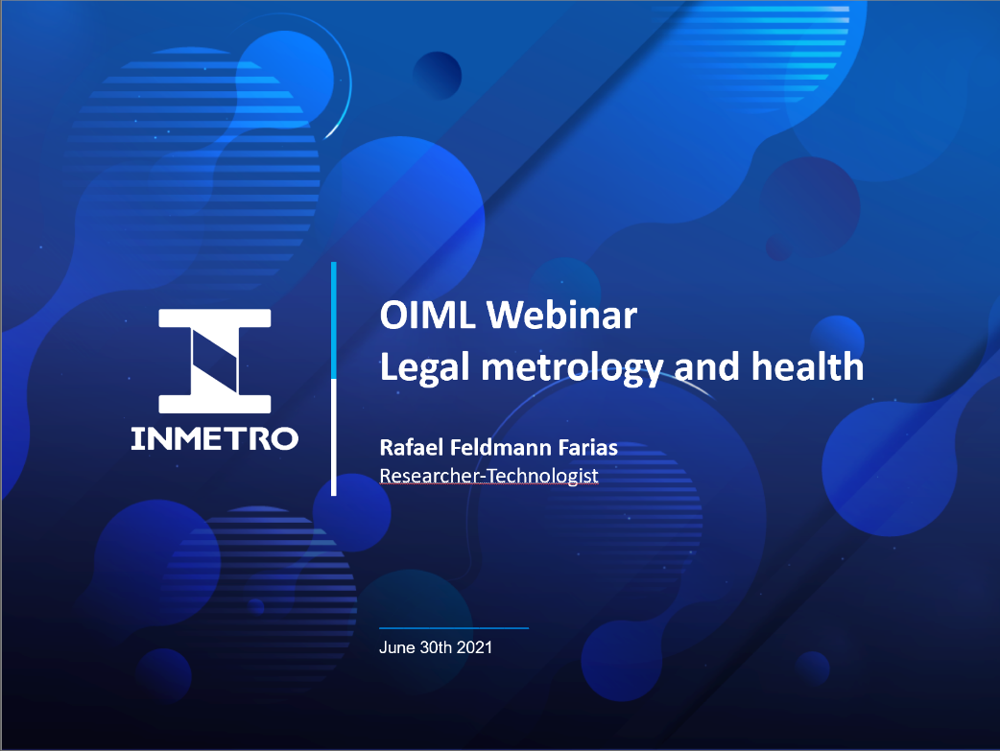 INMETRO
OIML Webinar
Legal metrology and health
Rafael Feldmann Farias
Researcher-Technologist
June 30th 2021